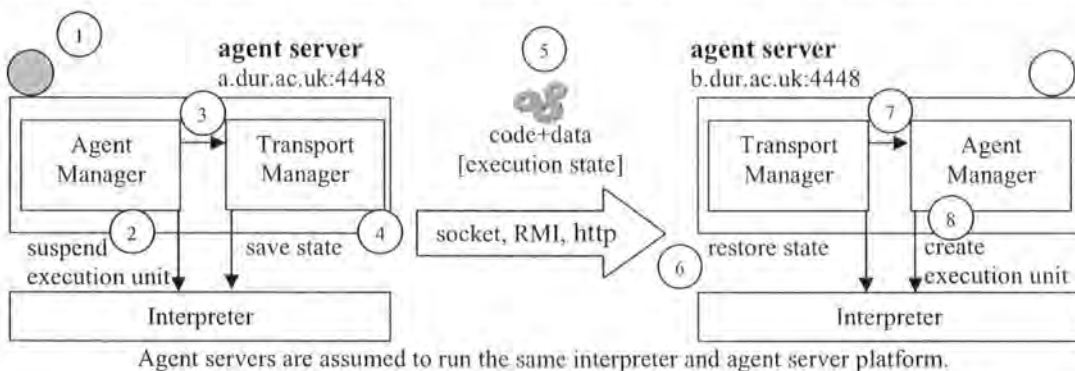 1
agent server
a.dur.ac.uk:4448
5
agent server
b.dur.ac.uk:4448
3
7
Agent
Manager
Transport
Manager
code+data
[execution state]
Transport
Manager
Agent
Manager
2
4
8
suspend
execution unit
save state
socket, RMI, http
6
restore state
create
execution unit
Interpreter
Interpreter
Agent servers are assumed to run the same interpreter and agent server platform.